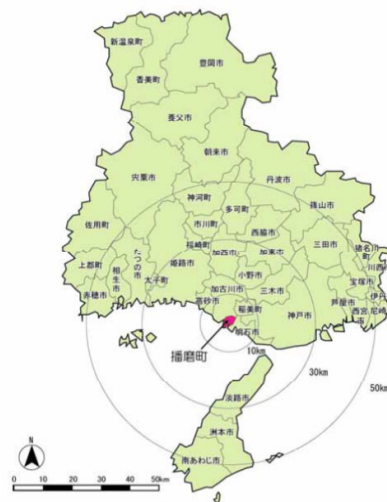 新温泉町
豊岡市
香美町
養父市
朝来市
宍粟市
丹波市
神河町
多可町
篠山市
佐用町
市川町
西脇市
福崎町
加西市
加東市
三田市
猪名川町
上郡町
相生市
たつの市
太子町
姫路市
小野市
宝塚市
川西
伊丹
赤穂市
高砂市
加古川市
三木市
芦屋市
西宮市
尼崎
稲美町
神戸市
明石市
播磨町
10km
30km
50km
淡路市
洲本市
南あわじ市
N
0 10 20 30 40 50km